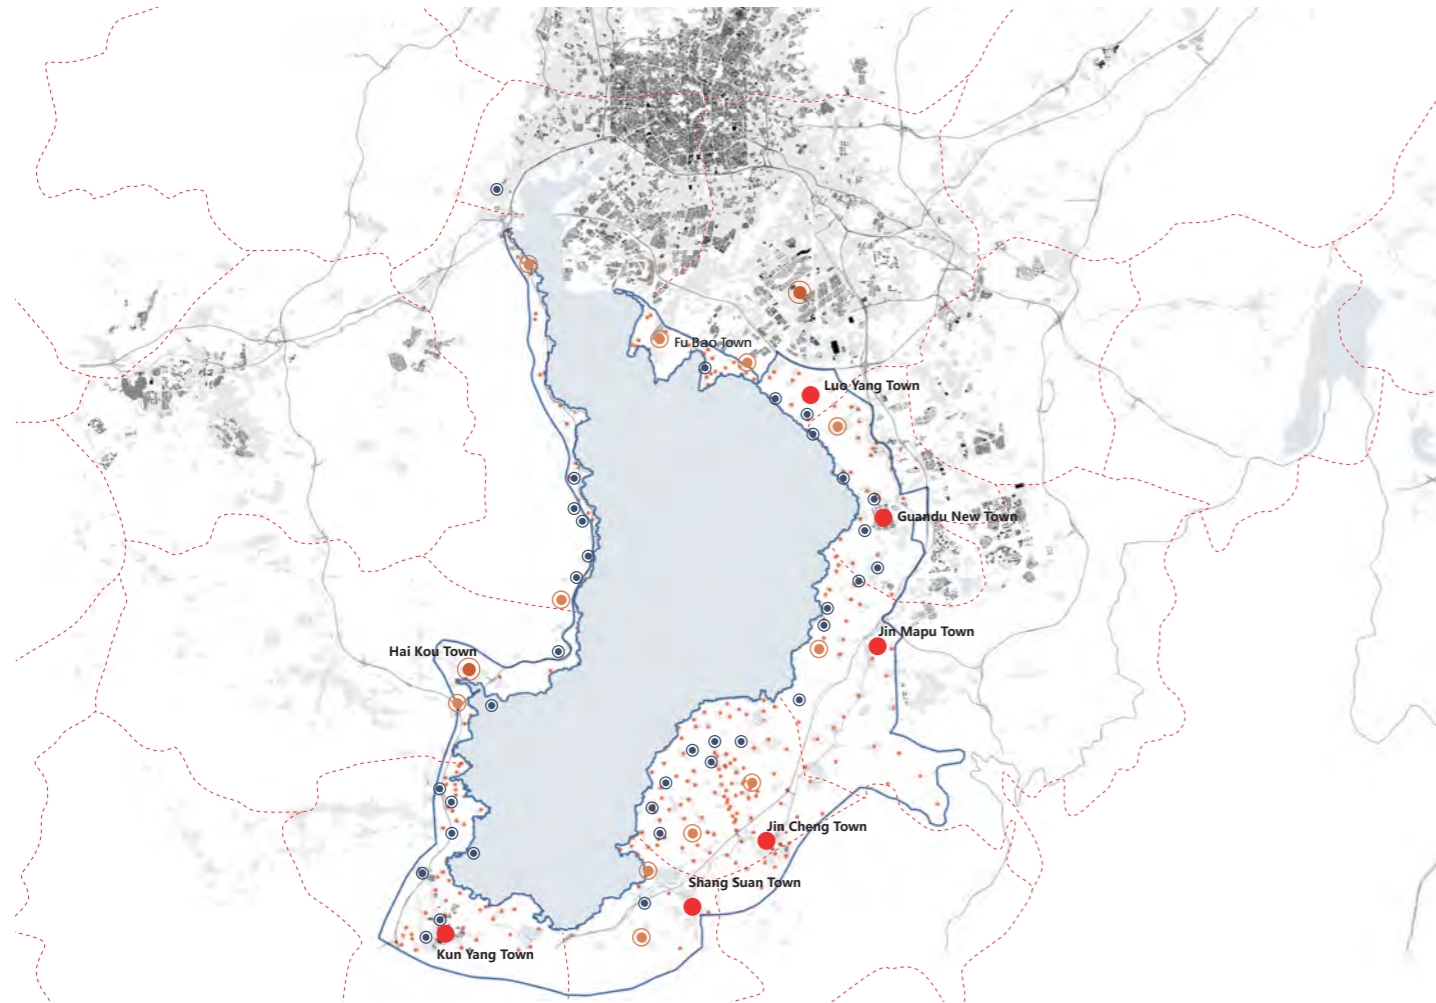 Fu Bao Town
Luo Yang Town
Guandu New Town
Jin Mapu Town
Hai Kou Town
Jin Cheng Town
Shang Suan Town
Kun Yang Town